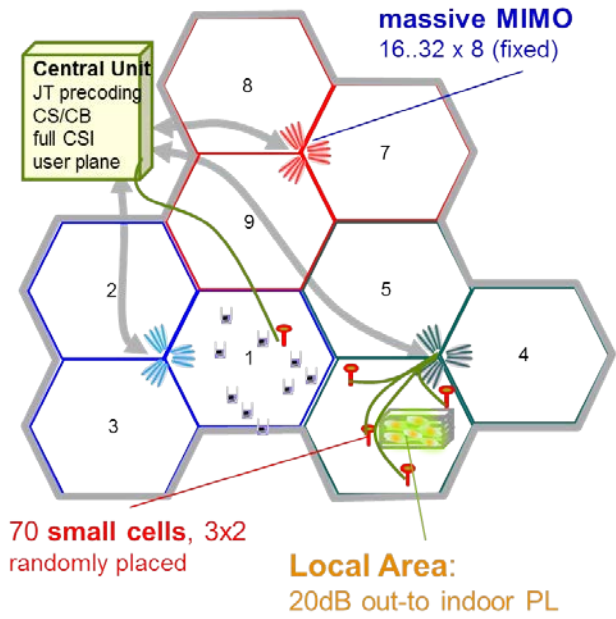 massive MIMO
16..32 x 8 (fixed)
Central Unit
JT precoding
CS/CB
full CSI
user plane
8
7
9
2
5
1
4
3
70 small cells, 3x2
randomly placed
Local Area:
20dB out-to indoor PL